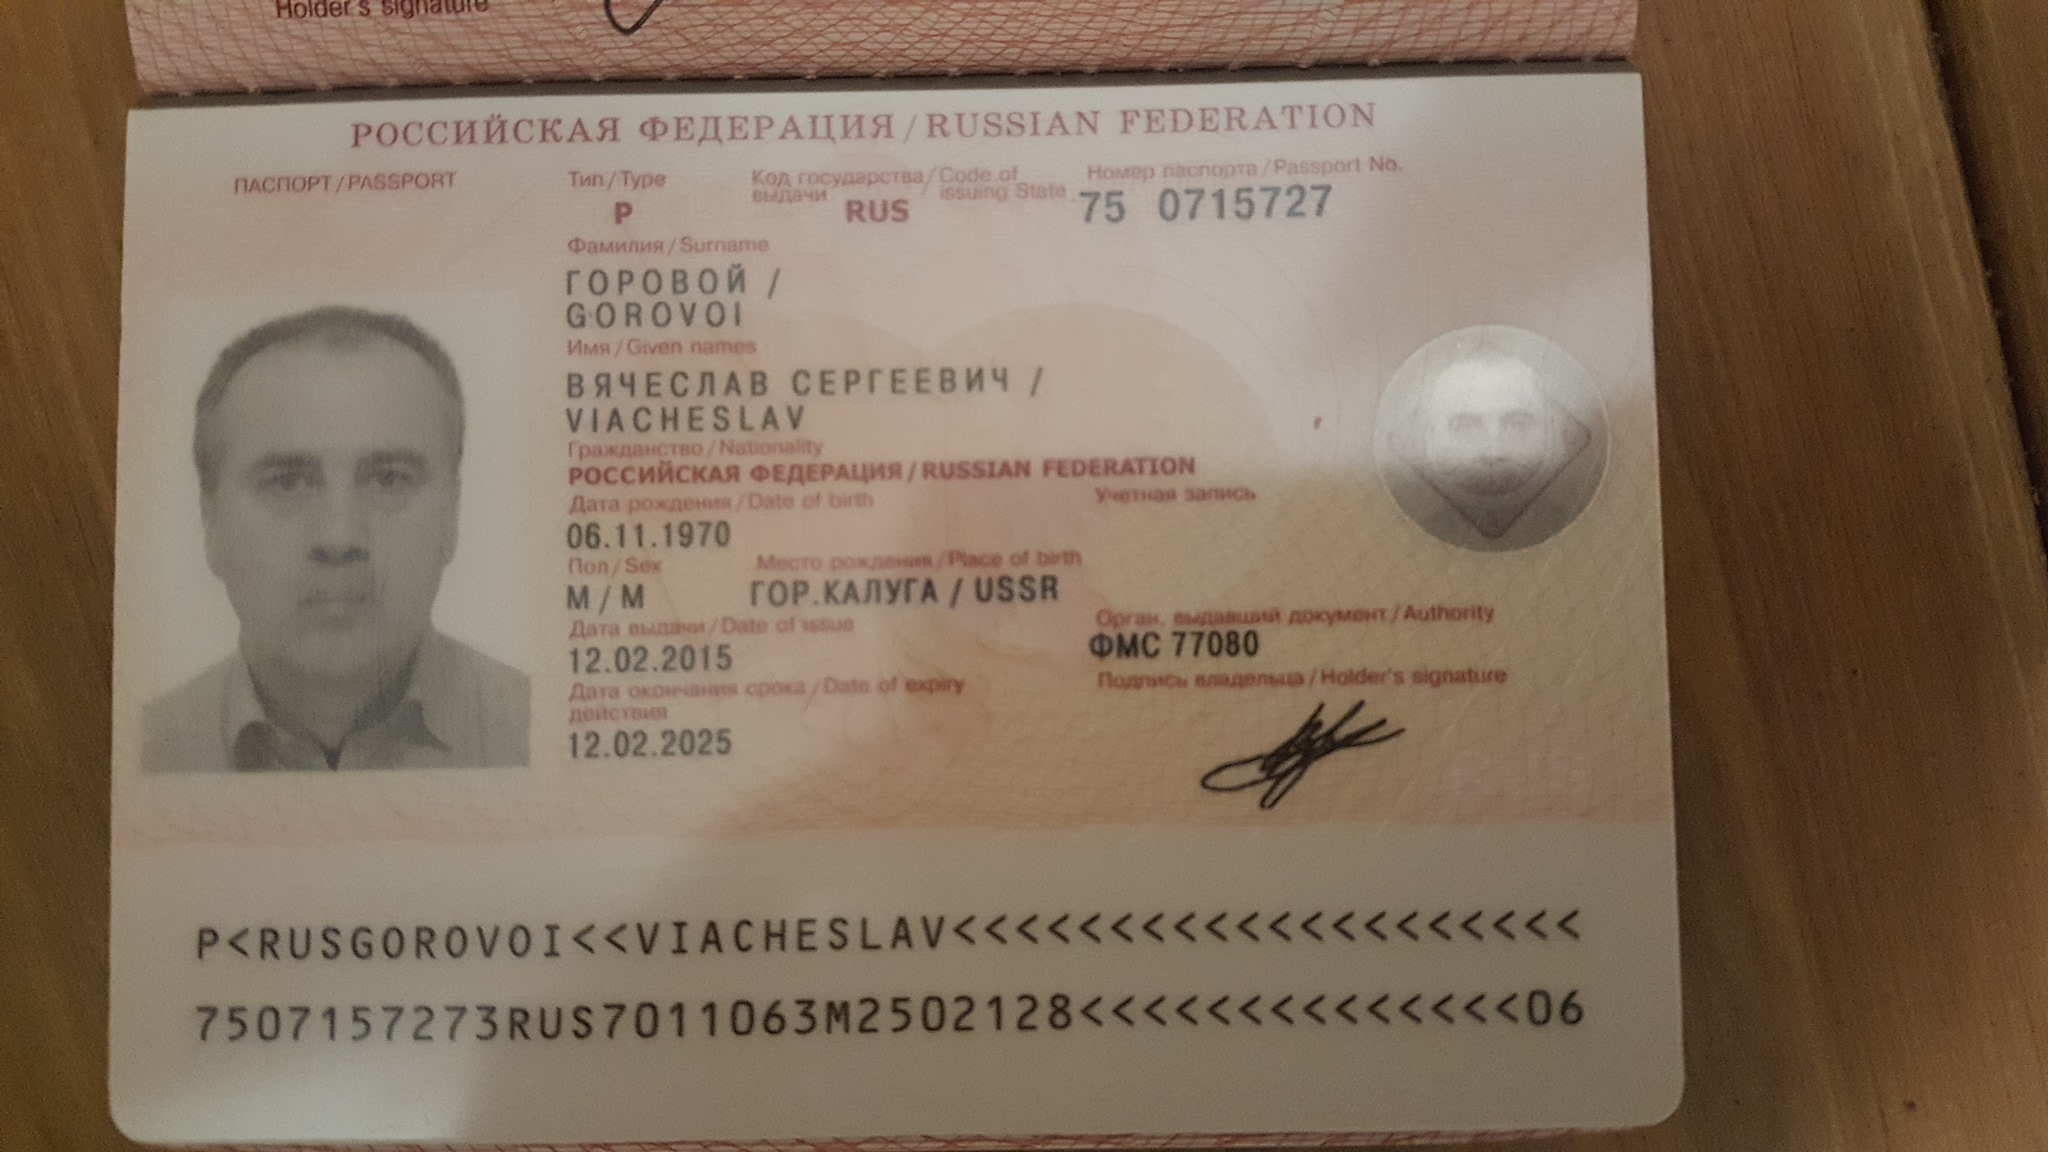 Holder's signature
РОССИЙСКАЯ ФЕДЕРАЦИЯ / RUSSIAN FEDERATION
ПАСПОРТ / PASSPORT
Тип / Type
Код государства / Code of
выдачи issuing State
Номер паспорта / Passport No.
P
RUS
75 0715727
Фамилия / Surname
ГОРОВОЙ /
GOROVOI
Имя / Given names
ВЯЧЕСЛАВ СЕРГЕЕВИЧ /
VIACHESLAV
Гражданство / Nationality
РОССИЙСКАЯ ФЕДЕРАЦИЯ / RUSSIAN FEDERATION
Дата рождения / Date of birth
Учетная запись
06.11.1970
Пол / Sex
Место рождения / Place of birth
М / M
ГОР.КАЛУГА / USSR
Дата выдачи / Date of issue
Орган, выдавший документ / Authority
12.02.2015
ФМС 77080
Дата окончания срока / Date of expiry
действия
Подпись владельца / Holder's signature
12.02.2025
P<RUSGOROVOI<<VIACHESLAV<<<<<<<<<<<<<<<<<<<<
7507157273RUS7011063M2502128<<<<<<<<<<<<<<06